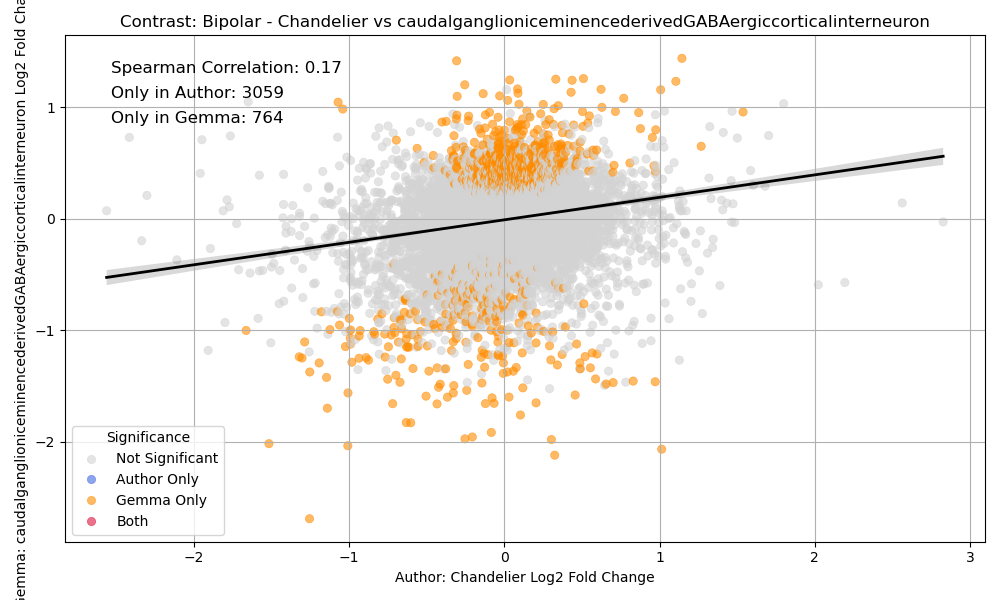 Contrast: Bipolar - Chandelier vs caudalganglioniceminencederivedGABAergiccorticalinterneuron
Spearman Correlation: 0.17
Only in Author: 3059
Only in Gemma: 764
1
0
−1
−2
−2
−1
0
1
2
3
Significance
Not Significant
Author Only
Gemma Only
Both
Author: Chandelier Log2 Fold Change
Gemma: caudalganglioniceminencederivedGABAergiccorticalinterneuron Log2 Fold Cha